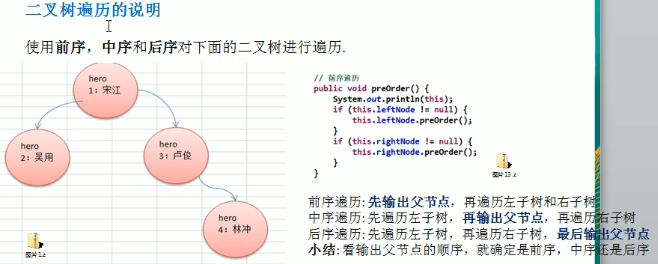 二叉树遍历的说明
使用前序，中序和后序对下面的二叉树进行遍历.
hero
1：宋江
hero
2：吴用
hero
3：卢俊
hero
4：林冲
图片1.z
// 前序遍历
public void preOrder() {
System.out.println(this);
if (this.leftNode != null) {
this.leftNode.preOrder();
}
if (this.rightNode != null) {
this.rightNode.preOrder();
}
}
图片13.z
前序遍历: 先输出父节点，再遍历左子树和右子树
中序遍历: 先遍历左子树，再输出父节点，再遍历右子树
后序遍历: 先遍历左子树，再遍历右子树，最后输出父节点
小结: 看输出父节点的顺序，就确定是前序，中序还是后序